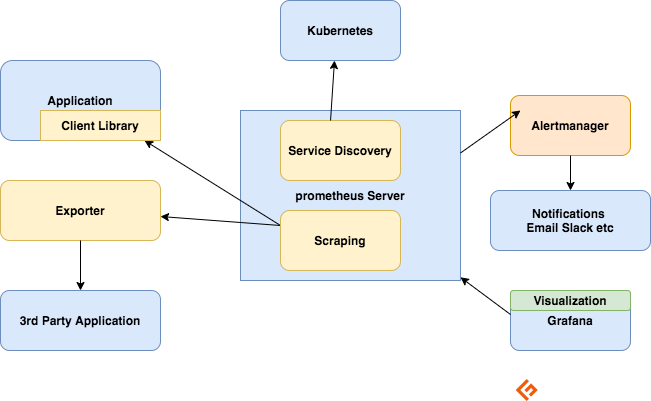 Kubernetes
Application
Client Library
Service Discovery
Alertmanager
prometheus Server
Exporter
Scraping
Notifications
Email Slack etc
Visualization
3rd Party Application
Grafana